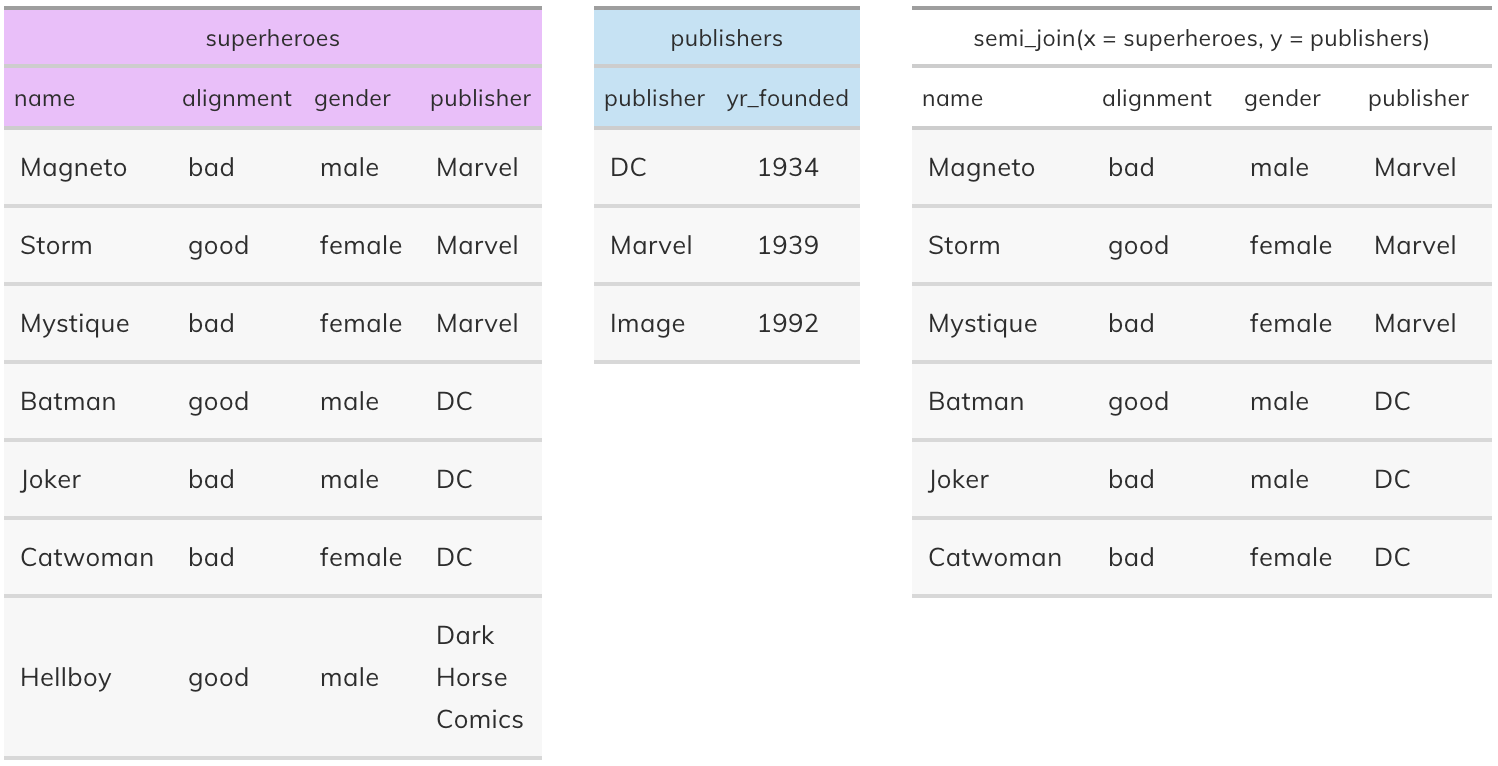 superheroes
name alignment gender publisher
Magneto bad male Marvel
Storm good female Marvel
Mystique bad female Marvel
Batman good male DC
Joker bad male DC
Catwoman bad female DC
Hellboy good male Dark
Horse
Comics
publishers
publisher yr_founded
DC 1934
Marvel 1939
Image 1992
semi_join(x = superheroes, y = publishers)
name alignment gender publisher
Magneto bad male Marvel
Storm good female Marvel
Mystique bad female Marvel
Batman good male DC
Joker bad male DC
Catwoman bad female DC